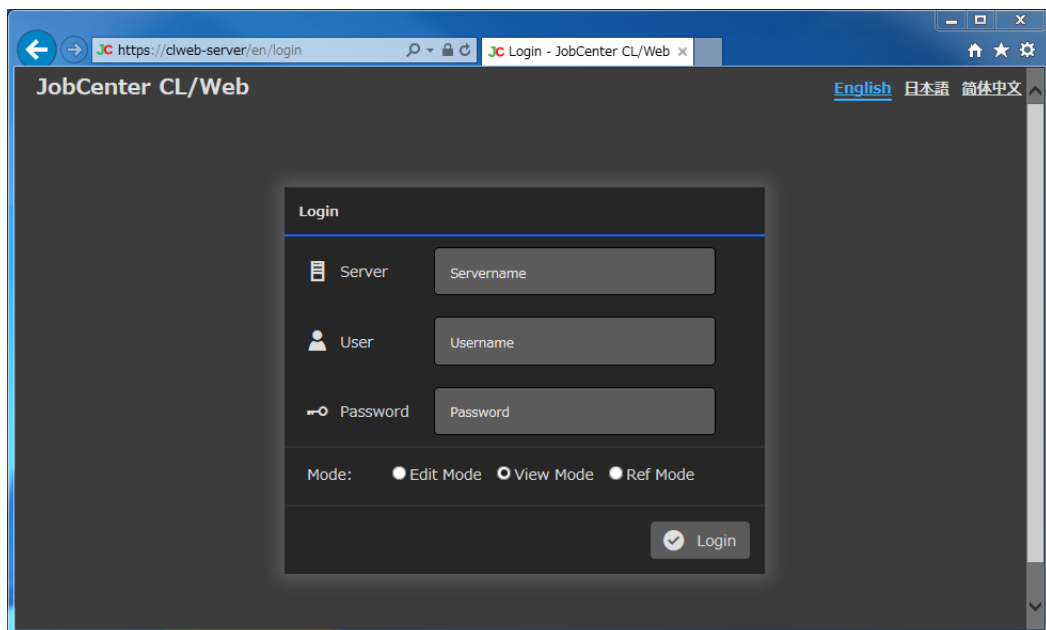 JC https://clweb-server/en/login
JC Login - JobCenter CL/Web
JobCenter CL/Web
English 日本語 简体中文
Login
Server Servername
User Username
Password Password
Mode: Edit Mode View Mode Ref Mode
Login